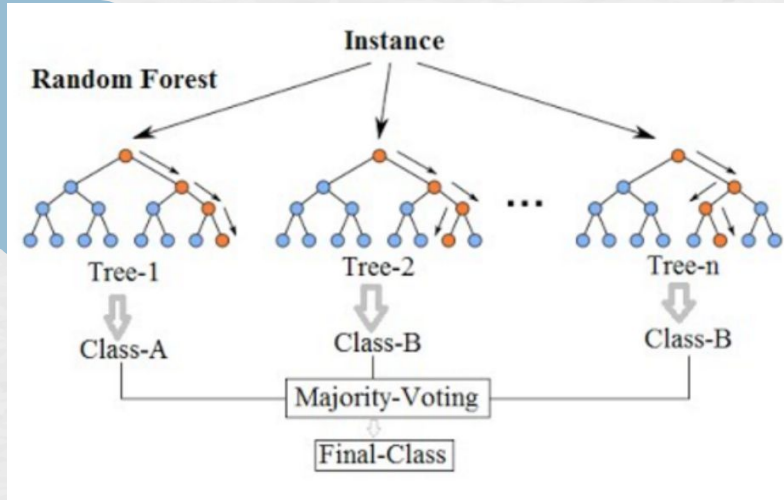 Instance
Random Forest
...
Tree-1
Tree-2
Tree-n
Class-A
Class-B
Class-B
Majority-Voting
Final-Class